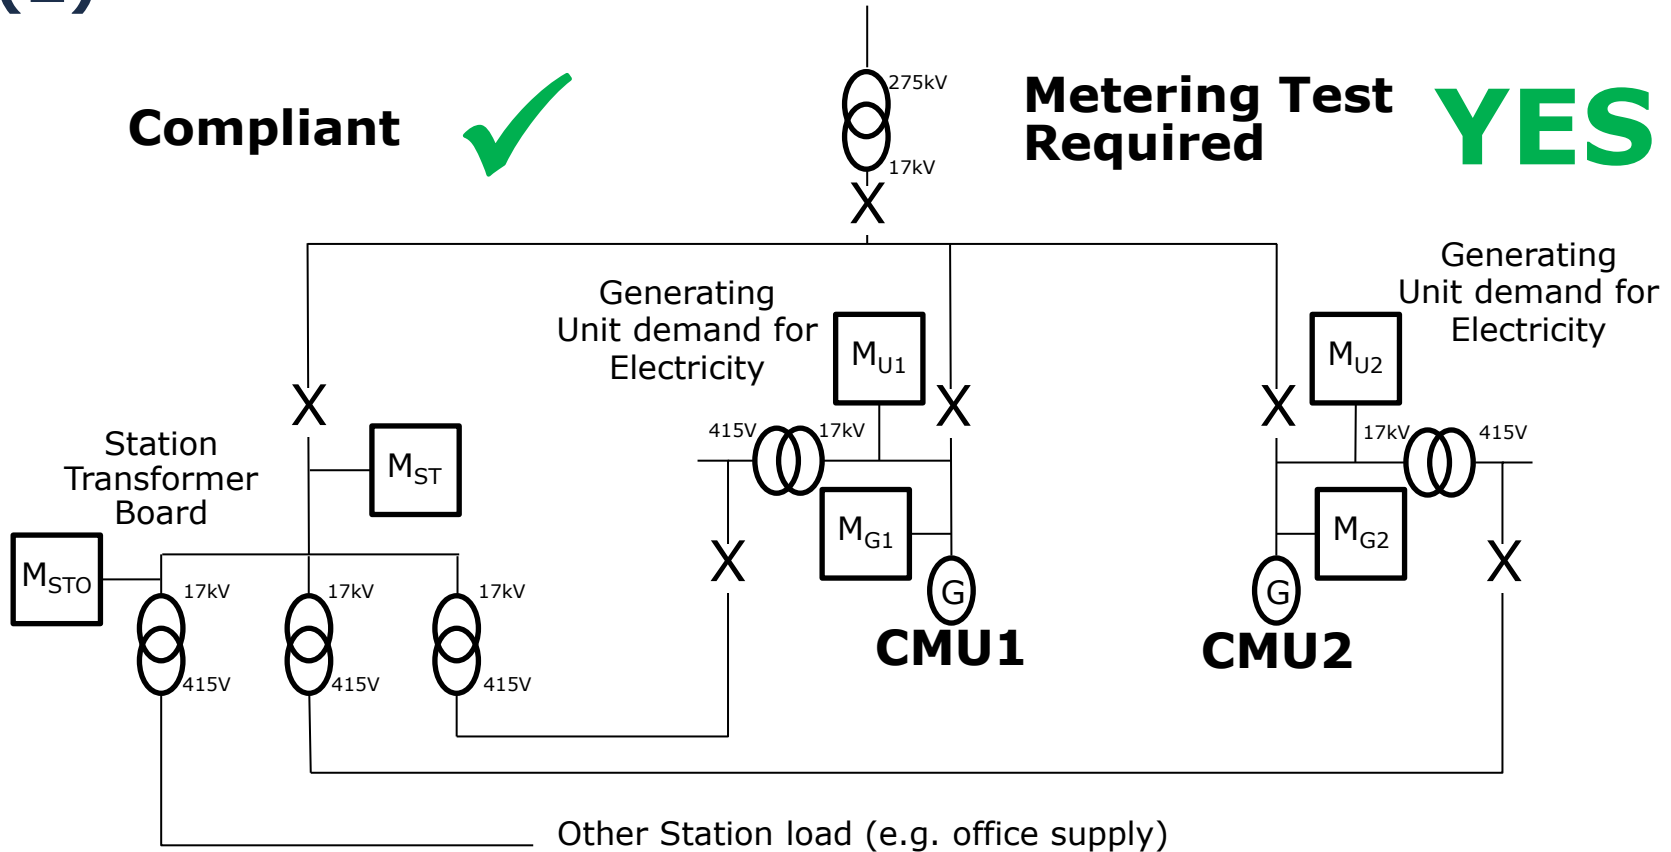 Compliant
Metering Test
Required
YES
275kV
17kV
X
Generating
Unit demand for
Electricity
Generating
Unit demand for
Electricity
MU1
MU2
X
X
X
Station
Transformer
Board
MST
415V
17kV
17kV
415V
MSTO
MG1
MG2
X
X
17kV
17kV
17kV
G
G
CMU1
CMU2
415V
415V
415V
Other Station load (e.g. office supply)